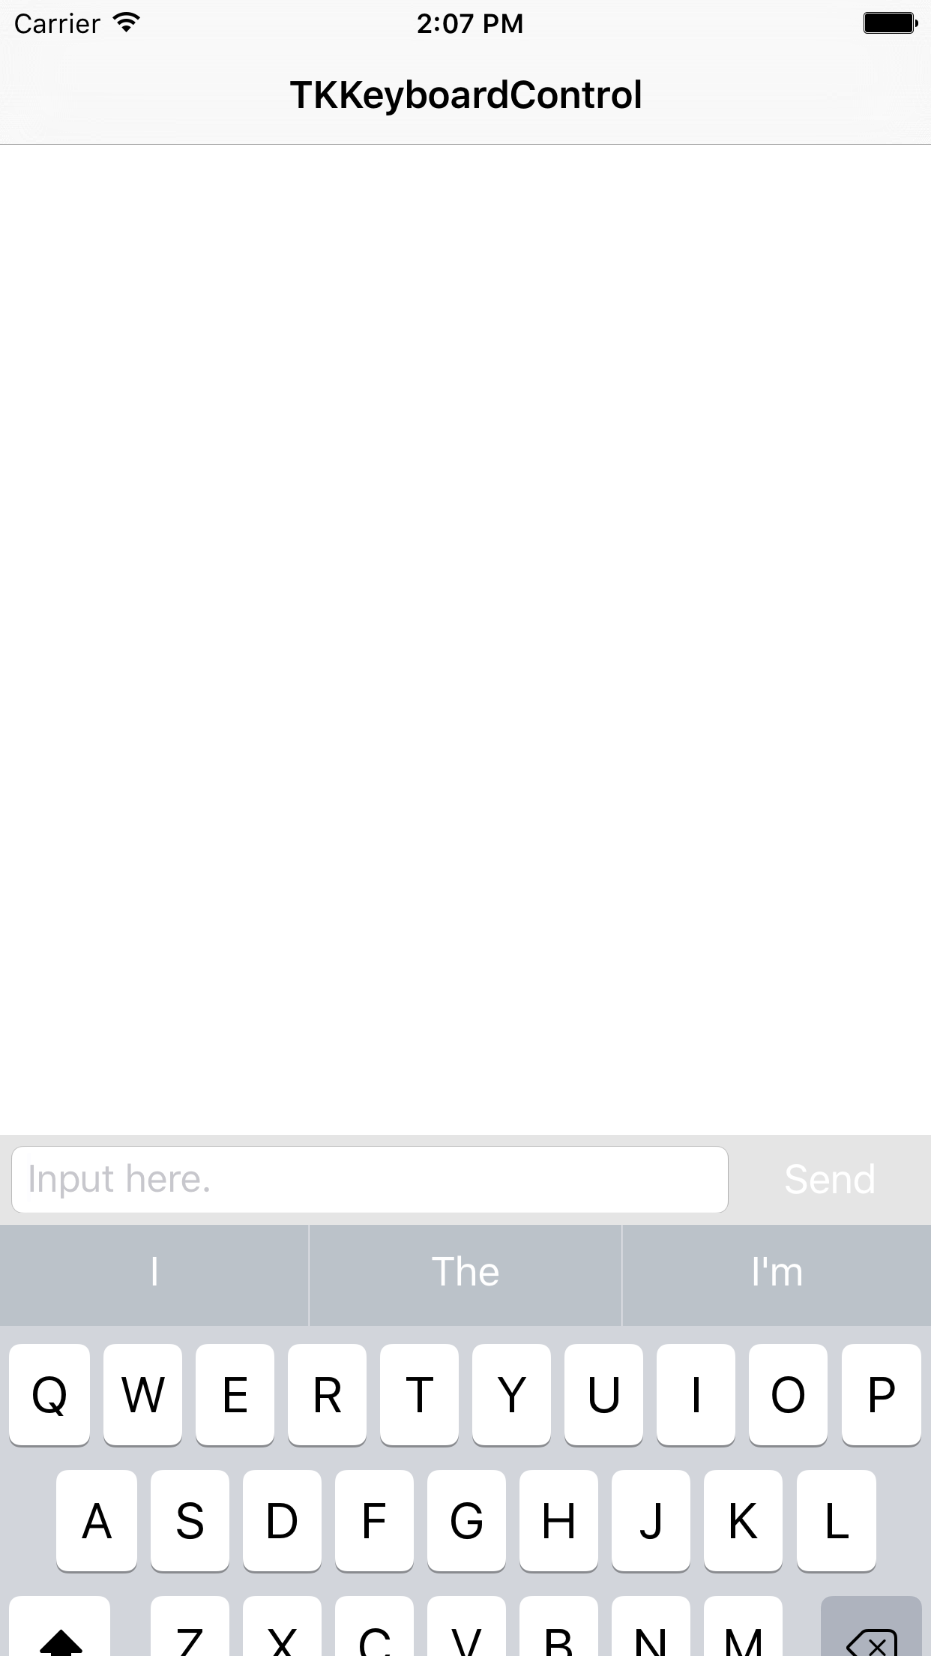 Carrier 2:07 PM
TKKeyboardControl
Input here. Send
I The I'm
Q W E R T Y U I O P
A S D F G H J K L
Z X C V B N M